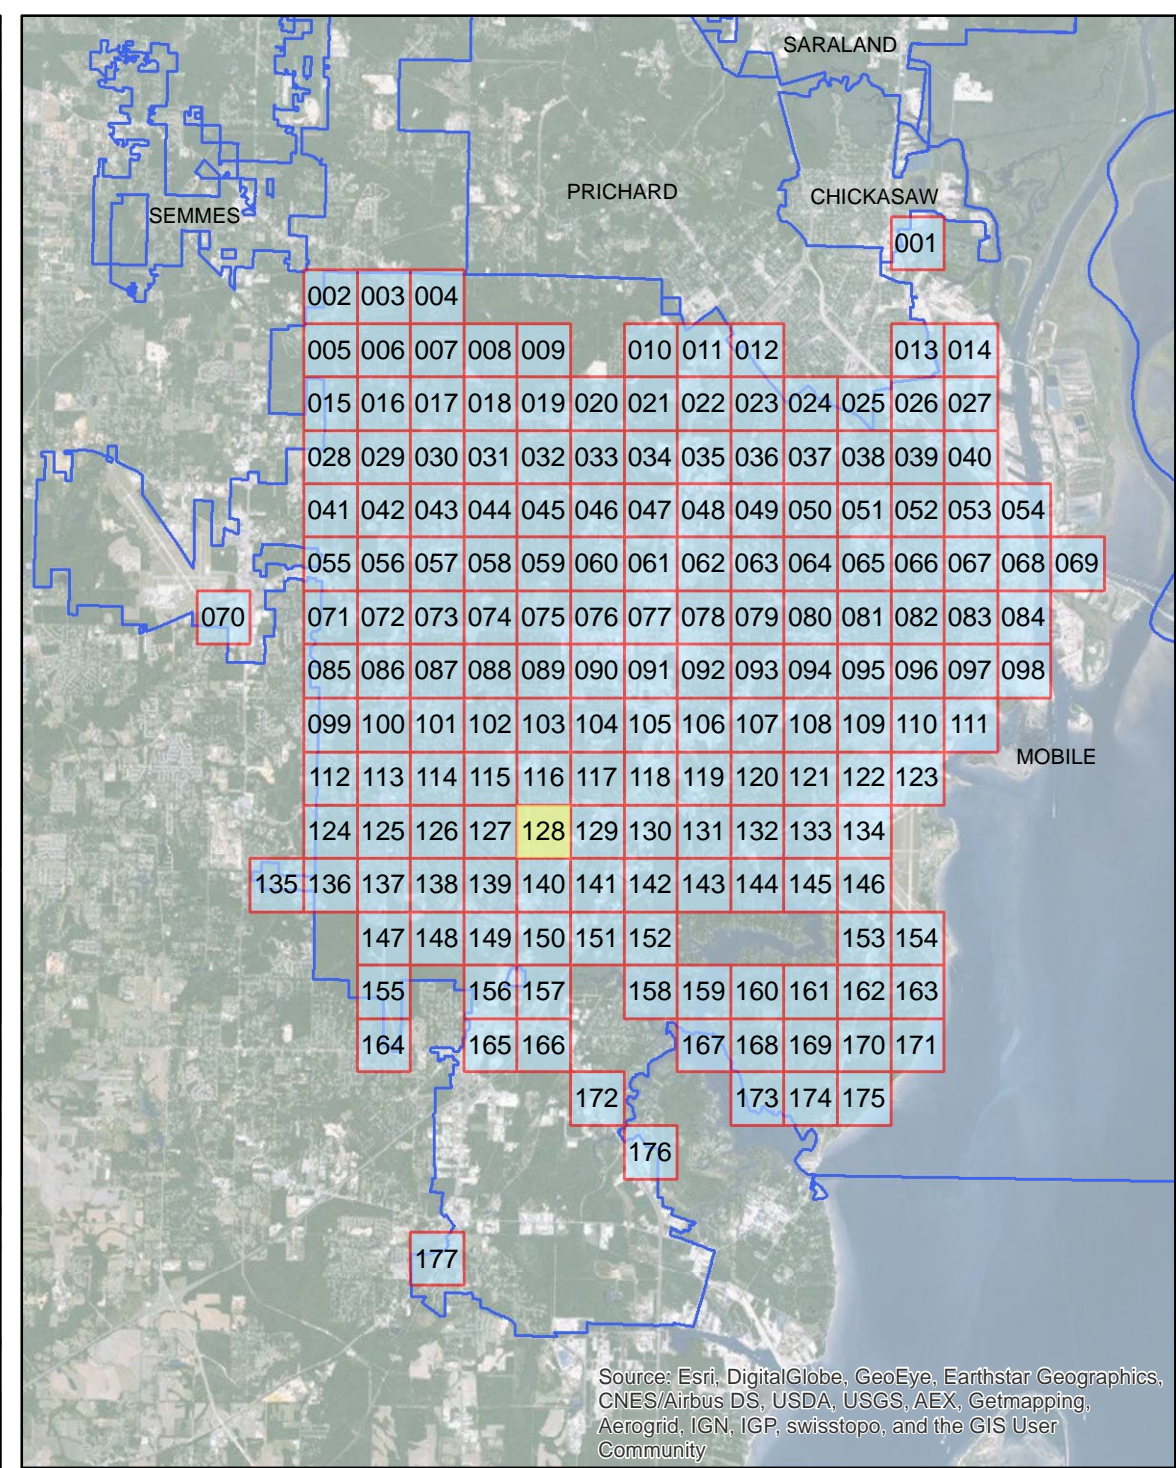 SARALAND
PRICHARD
CHICKASAW
SEMMES
001
002 003 004
005 006 007 008 009 010 011 012 013 014
015 016 017 018 019 020 021 022 023 024 025 026 027
028 029 030 031 032 033 034 035 036 037 038 039 040
041 042 043 044 045 046 047 048 049 050 051 052 053 054
055 056 057 058 059 060 061 062 063 064 065 066 067 068 069
070 071 072 073 074 075 076 077 078 079 080 081 082 083 084
085 086 087 088 089 090 091 092 093 094 095 096 097 098
099 100 101 102 103 104 105 106 107 108 109 110 111
MOBILE
112 113 114 115 116 117 118 119 120 121 122 123
124 125 126 127 128 129 130 131 132 133 134
135 136 137 138 139 140 141 142 143 144 145 146
147 148 149 150 151 152 153 154
155 156 157 158 159 160 161 162 163
164 165 166 167 168 169 170 171
172 173 174 175
176
177
Source: Esri, DigitalGlobe, GeoEye, Earthstar Geographics,
CNES/Airbus DS, USDA, USGS, AEX, Getmapping,
Aerogrid, IGN, IGP, swisstopo, and the GIS User
Community